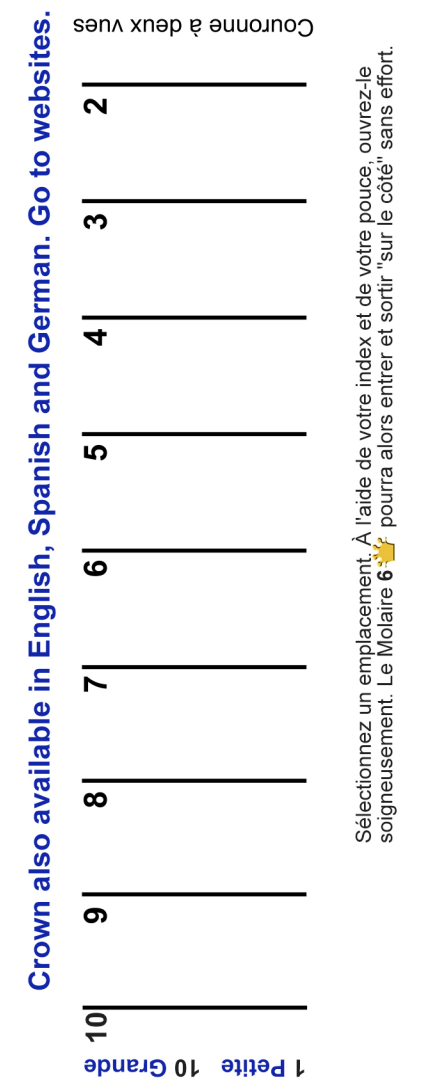 Crown also available in English, Spanish and German. Go to websites.
Couronne à deux vues
2
3
4
5
6
7
8
9
10
1 Petite 10 Grande
Sélectionnez un emplacement. À l'aide de votre index et de votre pouce, ouvrez-le
soigneusement. Le Molaire 6 pourra alors entrer et sortir "sur le côté" sans effort.